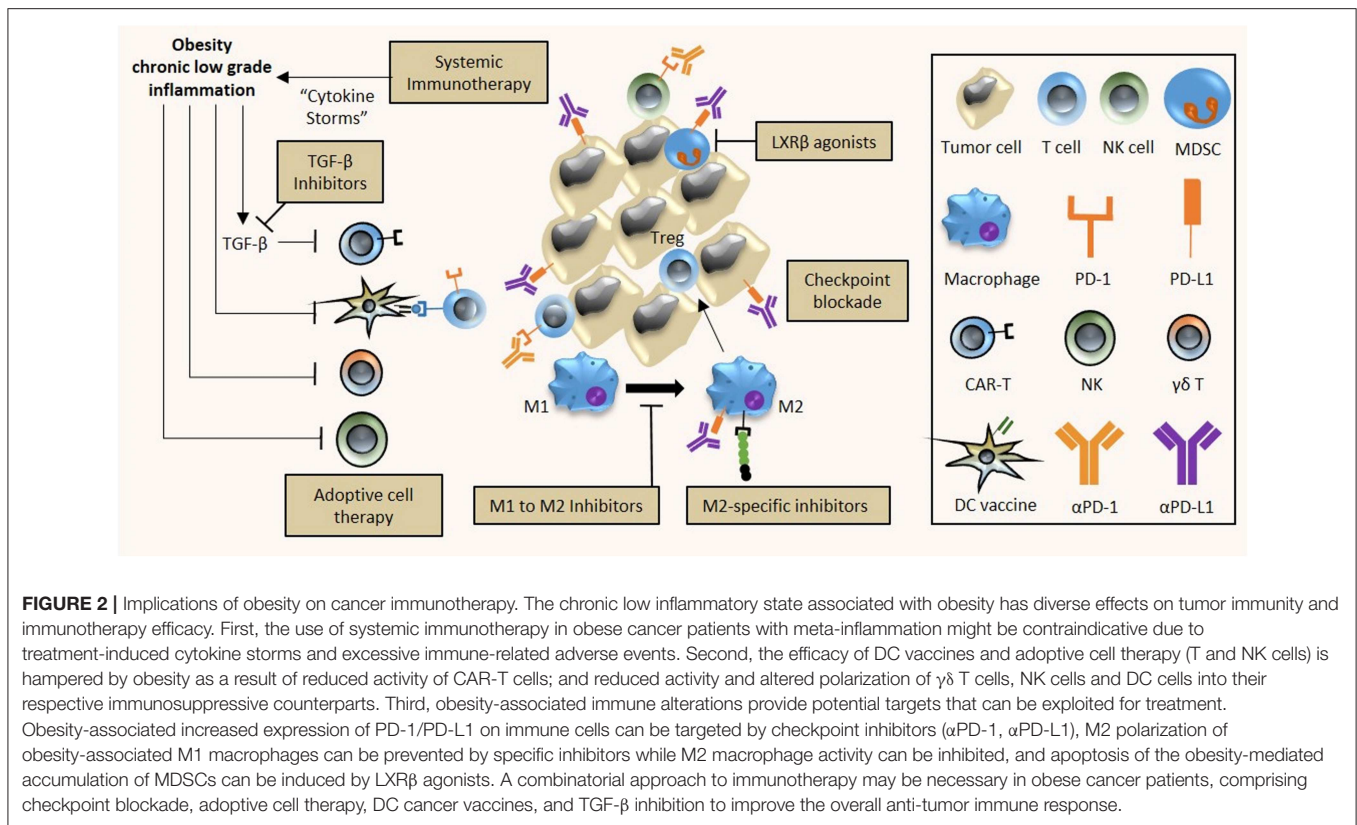 Obesity
chronic low grade
inflammation
Systemic
Immunotherapy
“Cytokine
Storms”
TGF-β
Inhibitors
TGF-β
Adoptive cell
therapy
LXRβ agonists
Treg
Checkpoint
blockade
M1
M2
M1 to M2 Inhibitors
M2-specific inhibitors
Tumor cell
T cell
NK cell
MDSC
Macrophage
PD-1
PD-L1
CAR-T
NK
γδ T
DC vaccine
αPD-1
αPD-L1
FIGURE 2 | Implications of obesity on cancer immunotherapy. The chronic low inflammatory state associated with obesity has diverse effects on tumor immunity and
immunotherapy efficacy. First, the use of systemic immunotherapy in obese cancer patients with meta-inflammation might be contraindicative due to
treatment-induced cytokine storms and excessive immune-related adverse events. Second, the efficacy of DC vaccines and adoptive cell therapy (T and NK cells) is
hampered by obesity as a result of reduced activity of CAR-T cells; and reduced activity and altered polarization of γδ T cells, NK cells and DC cells into their
respective immunosuppressive counterparts. Third, obesity-associated immune alterations provide potential targets that can be exploited for treatment.
Obesity-associated increased expression of PD-1/PD-L1 on immune cells can be targeted by checkpoint inhibitors (αPD-1, αPD-L1), M2 polarization of
obesity-associated M1 macrophages can be prevented by specific inhibitors while M2 macrophage activity can be inhibited, and apoptosis of the obesity-mediated
accumulation of MDSCs can be induced by LXRβ agonists. A combinatorial approach to immunotherapy may be necessary in obese cancer patients, comprising
checkpoint blockade, adoptive cell therapy, DC cancer vaccines, and TGF-β inhibition to improve the overall anti-tumor immune response.